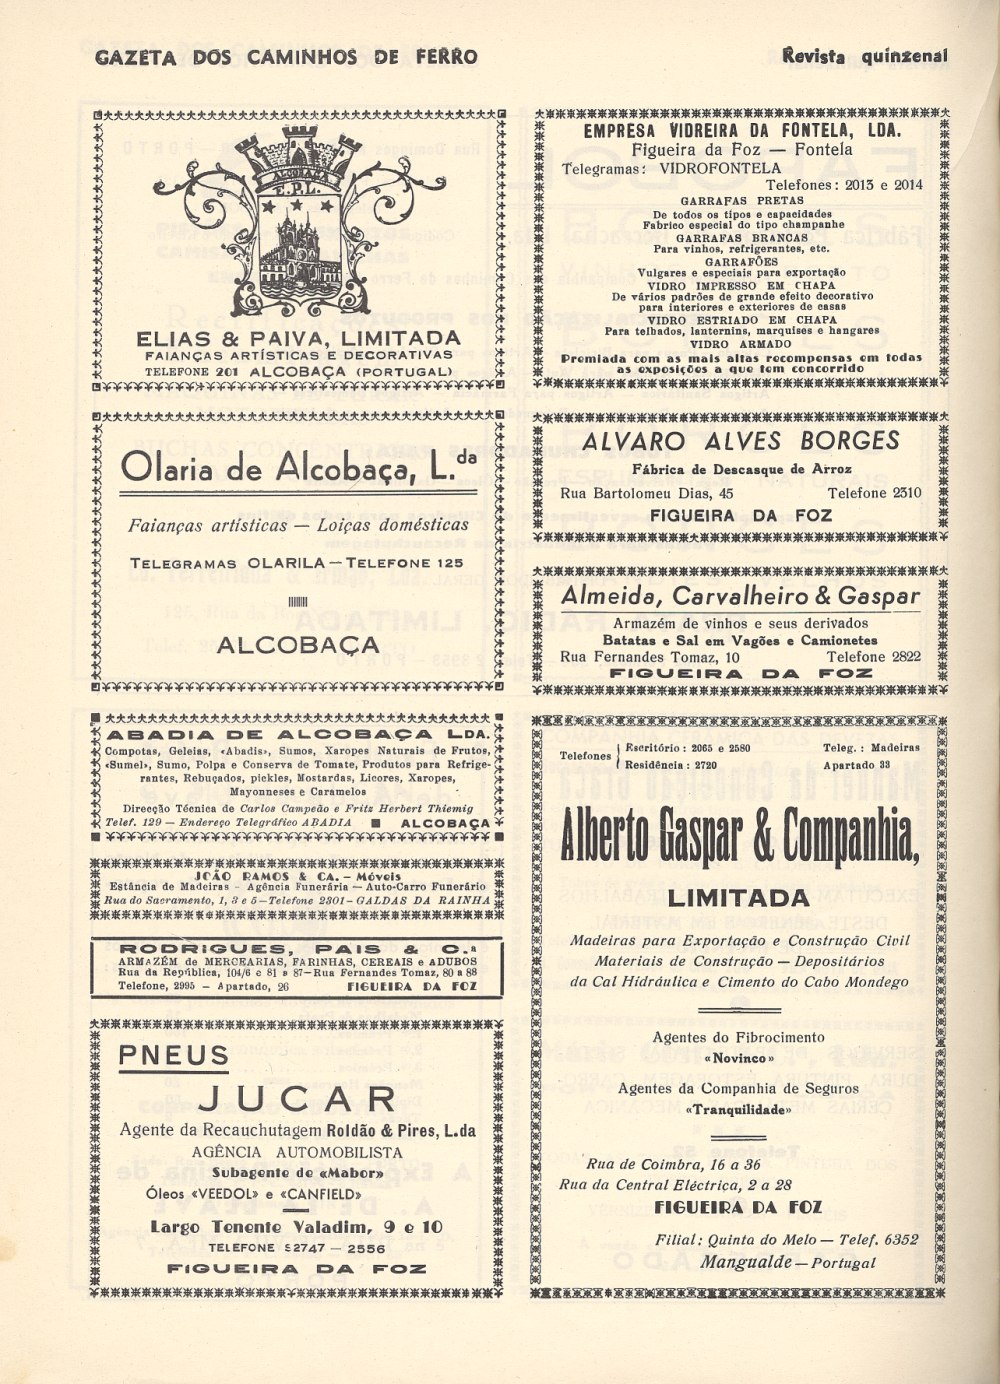 GAZETA DOS CAMINHOS DE FERRO
Revista quinzenal
ALCOBAÇA
E.P.L.
ELIAS & PAIVA, LIMITADA
FAIANÇAS ARTÍSTICAS E DECORATIVAS
TELEFONE 201 ALCOBAÇA (PORTUGAL)
Olaria de Alcobaça, L.da
Faianças artísticas — Loiças domésticas
TELEGRAMAS OLARILA — TELEFONE 125
ALCOBAÇA
ABADIA DE ALCOBAÇA LDA.
Compotas, Geleias, «Abadis», Sumos, Xaropes Naturais de Frutos,
«Sumel», Sumo, Polpa e Conserva de Tomate, Produtos para Refrige-
rantes, Rebuçados, pickles, Mostardas, Licores, Xaropes,
Mayonneses e Caramelos
Direcção Técnica de Carlos Campeão e Fritz Herbert Thiemig
Telef. 129 — Endereço Telegráfico ABADIA ■ ALCOBAÇA
JOÃO RAMOS & CA. – Móveis
Estância de Madeiras - Agência Funerária — Auto-Carro Funerário
Rua do Sacramento, 1, 3 e 5 — Telefone 2301 - GALDAS DA RAINHA
RODRIGUES, PAIS & C.ª
ARMAZÉM de MERCEARIAS, FARINHAS, CEREAIS e ADUBOS
Rua da República, 104/6 e 81 a 87 — Rua Fernandes Tomaz, 80 a 88
Telefone, 2995 — Apartado, 26 FIGUEIRA DA FOZ
PNEUS
JUCAR
Agente da Recauchutagem Roldão & Pires, L.da
AGÊNCIA AUTOMOBILISTA
Subagente de «Mabor»
Óleos «VEEDOL» e «CANFIELD»
Largo Tenente Valadim, 9 e 10
TELEFONE S2747 — 2556
FIGUEIRA DA FOZ
EMPRESA VIDREIRA DA FONTELA, LDA.
Figueira da Foz — Fontela
Telegramas: VIDROFONTELA
Telefones: 2013 e 2014
GARRAFAS PRETAS
De todos os tipos e capacidades
Fabrico especial do tipo champanhe
GARRAFAS BRANCAS
Para vinhos, refrigerantes, etc.
GARRAFÕES
Vulgares e especiais para exportação
VIDRO IMPRESSO EM CHAPA
De vários padrões de grande efeito decorativo
para interiores e exteriores de casas
VIDRO ESTRIADO EM CHAPA
Para telhados, lanternins, marquises e hangares
VIDRO ARMADO
Premiada com as mais altas recompensas em todas
as exposições a que tem concorrido
ALVARO ALVES BORGES
Fábrica de Descasque de Arroz
Rua Bartolomeu Dias, 45 Telefone 2310
FIGUEIRA DA FOZ
Almeida, Carvalheiro & Gaspar
Armazém de vinhos e seus derivados
Batatas e Sal em Vagões e Camionetes
Rua Fernandes Tomaz, 10 Telefone 2822
FIGUEIRA DA FOZ
Telefones { Escritório: 2065 e 2580 Teleg.: Madeiras
Residência: 2720 Apartado 33
Alberto Gaspar & Companhia,
LIMITADA
Madeiras para Exportação e Construção Civil
Materiais de Construção — Depositários
da Cal Hidráulica e Cimento do Cabo Mondego
Agentes do Fibrocimento
«Novinco»
Agentes da Companhia de Seguros
«Tranquilidade»
Rua de Coimbra, 16 a 36
Rua da Central Eléctrica, 2 a 28
FIGUEIRA DA FOZ
Filial: Quinta do Melo — Telef. 6352
Mangualde — Portugal